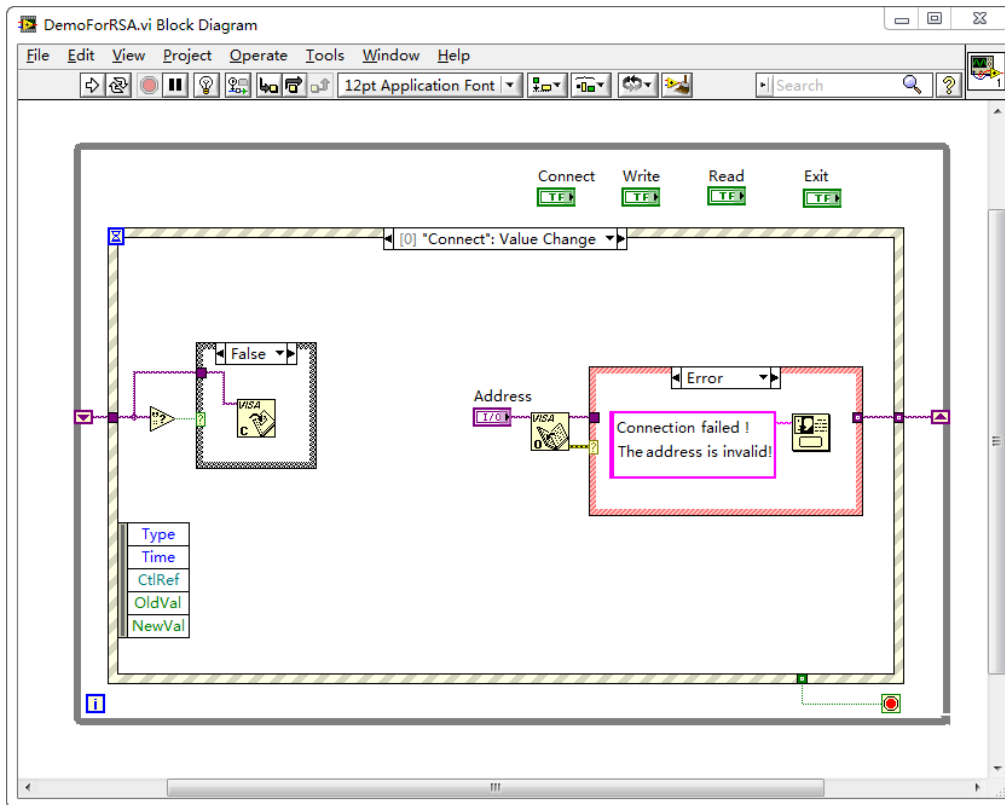 DemoForRSA.vi Block Diagram
File Edit View Project Operate Tools Window Help
12pt Application Font Search ? 1
Connect Write Read Exit
TF TF TF TF
[0] "Connect": Value Change
False
Error
Address
I/O
VISA
Connection failed !
? VISA
? C O ?
The address is invalid!
Type
Time
CtlRef
OldVal
NewVal
i